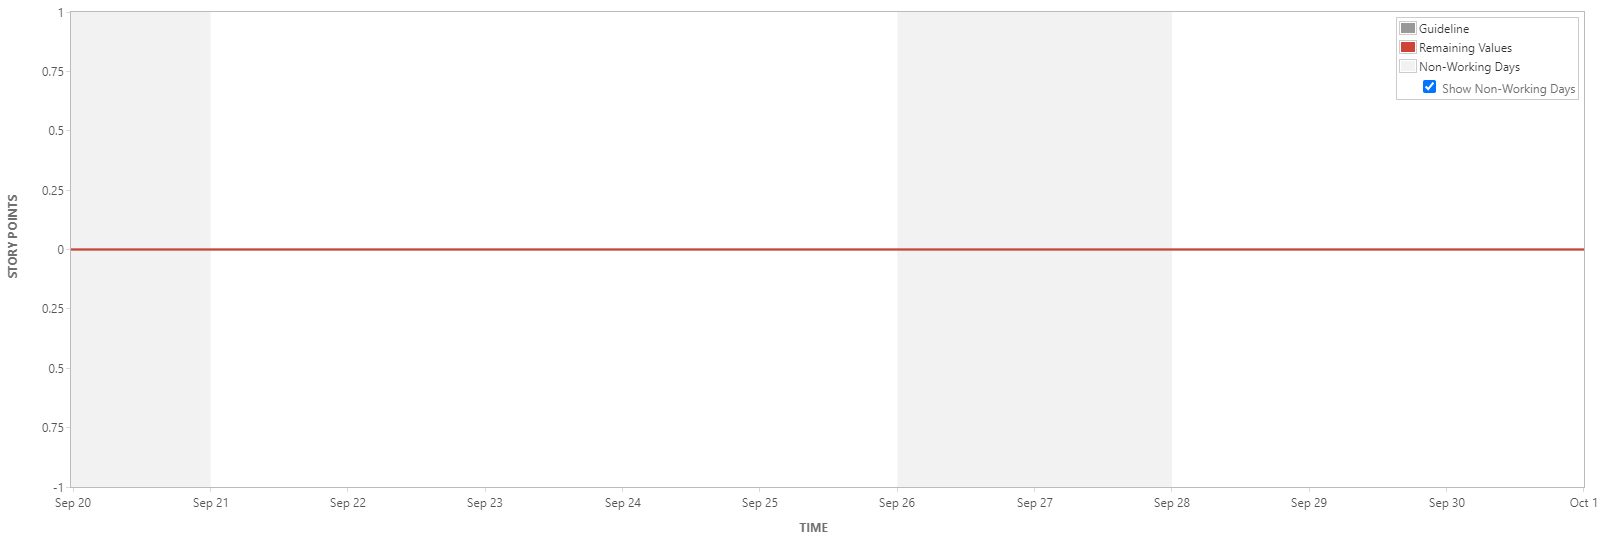 1
0.75
0.5
0.25
0
0.25
0.5
0.75
-1
STORY POINTS
Guideline
Remaining Values
Non-Working Days
Show Non-Working Days
Sep 20 Sep 21 Sep 22 Sep 23 Sep 24 Sep 25 Sep 26 Sep 27 Sep 28 Sep 29 Sep 30 Oct 1
TIME